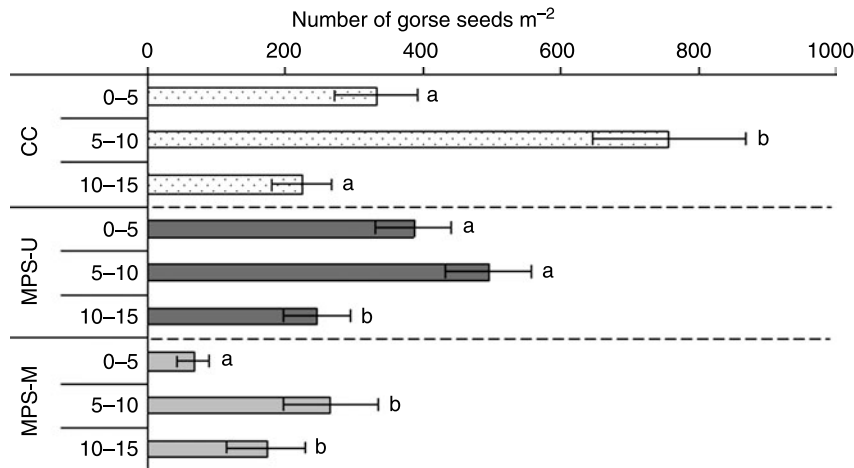 Number of gorse seeds m⁻²
0 200 400 600 800 1000
CC
0–5 a
5–10 b
10–15 a
MPS-U
0–5 a
5–10 a
10–15 b
MPS-M
0–5 a
5–10 b
10–15 b